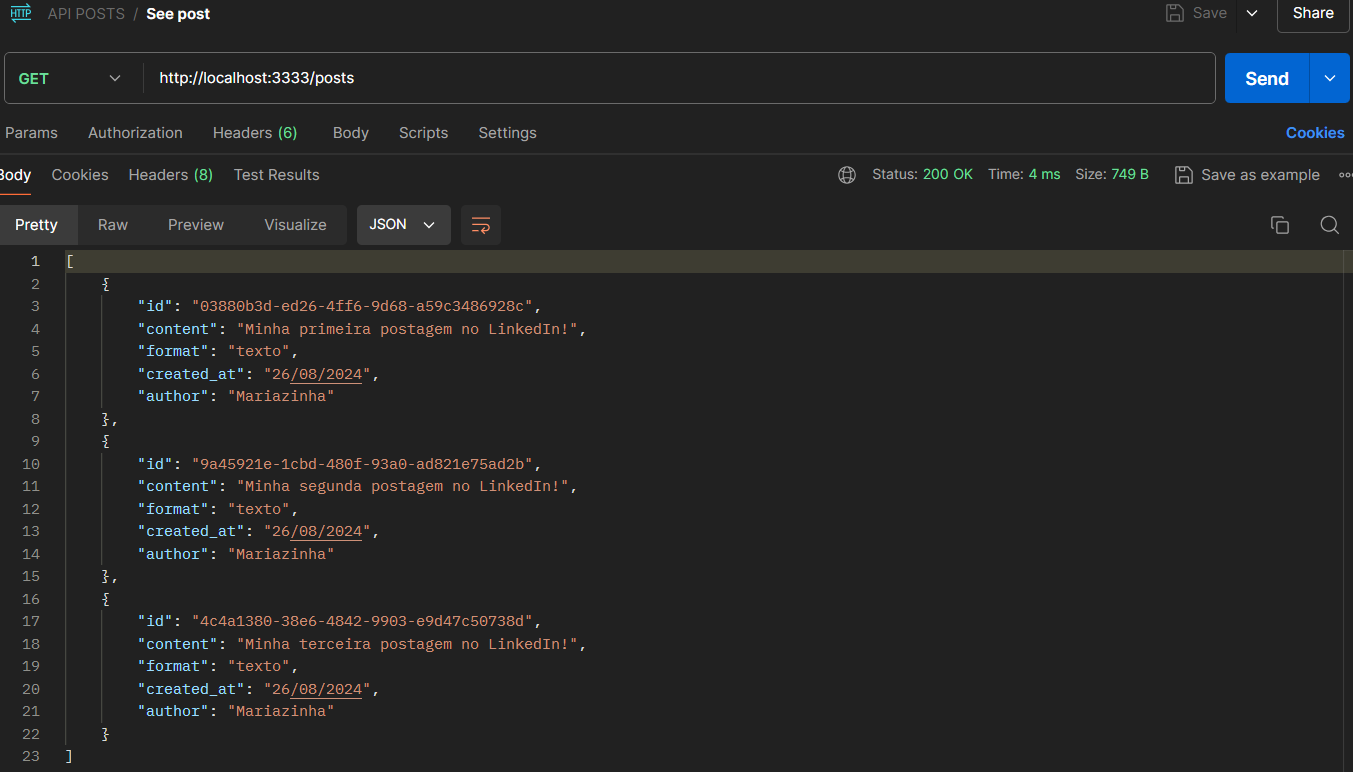 HTTP API POSTS / See post Save Share
GET http://localhost:3333/posts Send
Params Authorization Headers (6) Body Scripts Settings Cookies
Body Cookies Headers (8) Test Results Status: 200 OK Time: 4 ms Size: 749 B Save as example
Pretty Raw Preview Visualize JSON
1 [
2 {
3 "id": "03880b3d-ed26-4ff6-9d68-a59c3486928c",
4 "content": "Minha primeira postagem no LinkedIn!",
5 "format": "texto",
6 "created_at": "26/08/2024",
7 "author": "Mariazinha"
8 },
9 {
10 "id": "9a45921e-1cbd-480f-93a0-ad821e75ad2b",
11 "content": "Minha segunda postagem no LinkedIn!",
12 "format": "texto",
13 "created_at": "26/08/2024",
14 "author": "Mariazinha"
15 },
16 {
17 "id": "4c4a1380-38e6-4842-9903-e9d47c50738d",
18 "content": "Minha terceira postagem no LinkedIn!",
19 "format": "texto",
20 "created_at": "26/08/2024",
21 "author": "Mariazinha"
22 }
23 ]